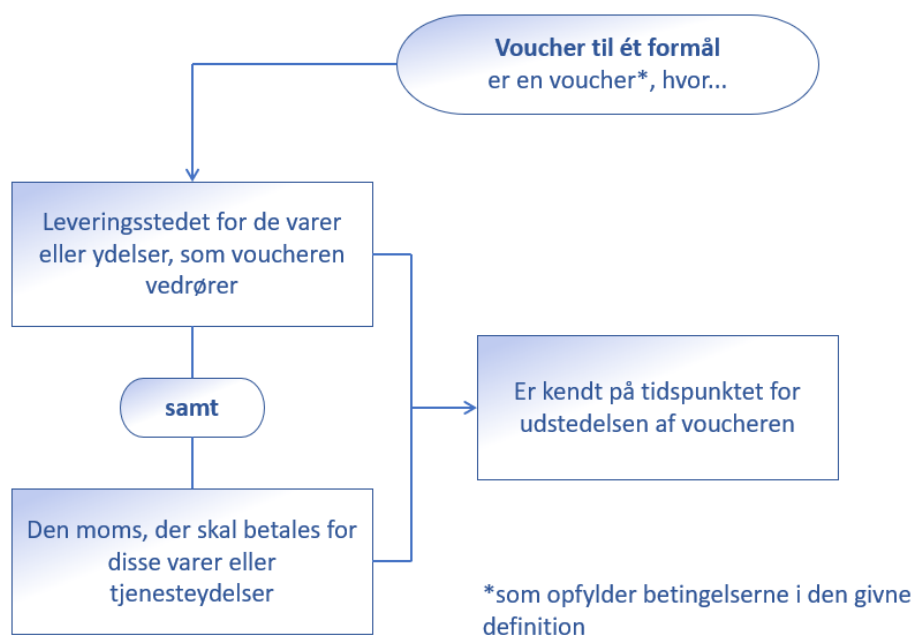 Voucher til ét formål
er en voucher*, hvor...
Leveringsstedet for de varer
eller ydelser, som voucheren
vedrører
samt
Er kendt på tidspunktet for
udstedelsen af voucheren
Den moms, der skal betales for
disse varer eller
tjenesteydelser
*som opfylder betingelserne i den givne
definition